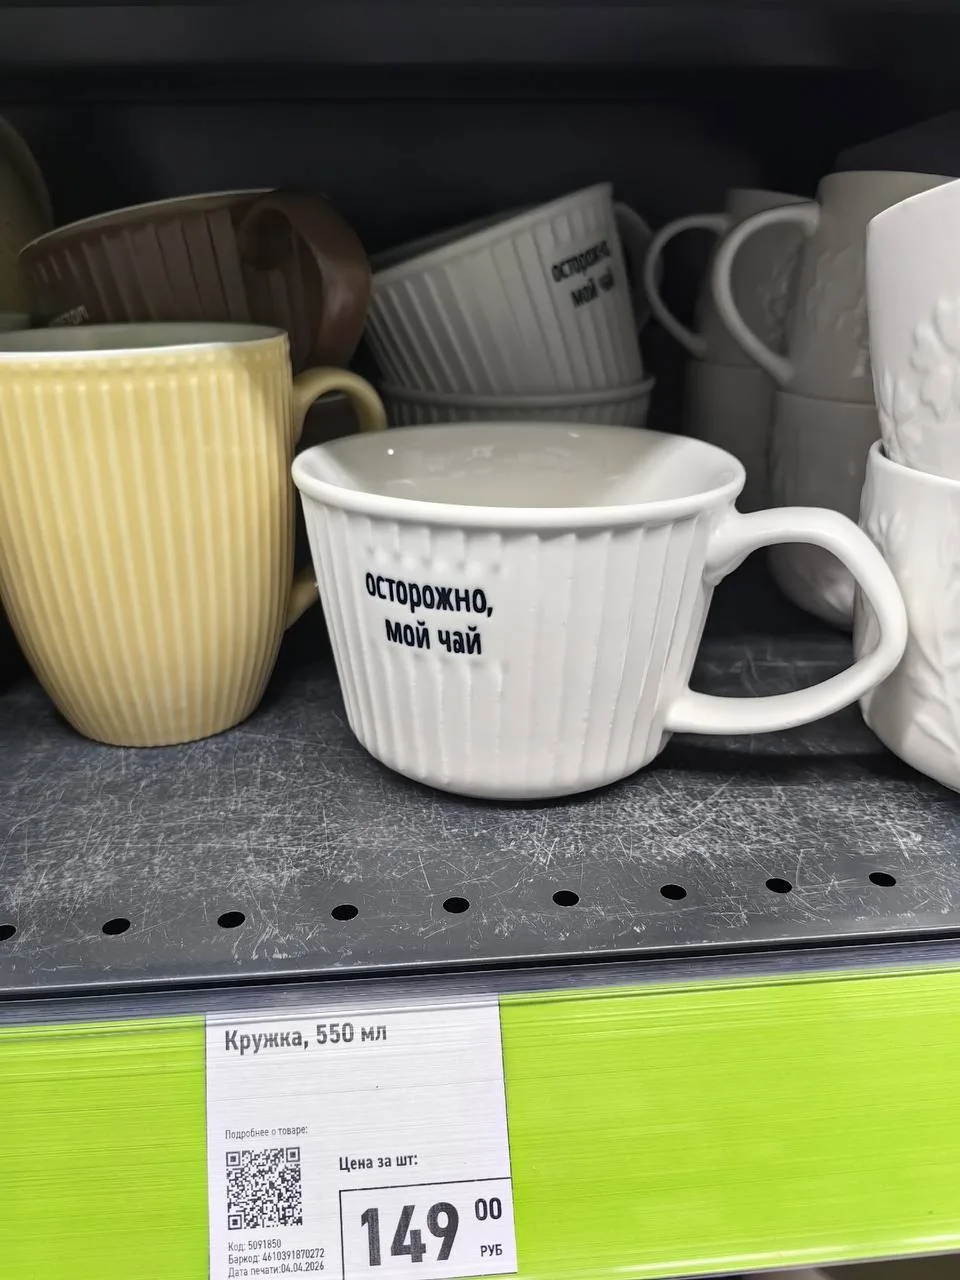 осторожно,
мой чай
осторожно,
мой чай
Кружка, 550 мл
Подробнее о товаре:
Цена за шт:
149 00
РУБ
Код: 5091850
Баркод: 4610391870272
Дата печати:04.04.2026